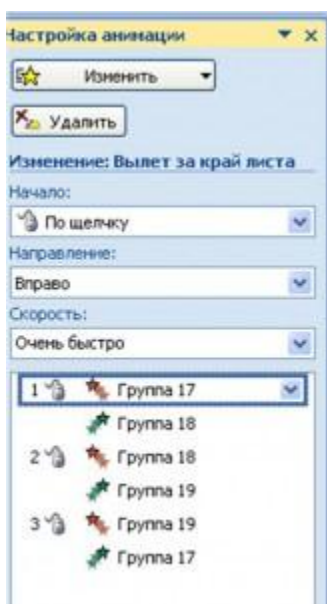 Настройка анимации
Изменить
Удалить
Изменение: Вылет за край листа
Начало:
По щелчку
Направление:
Вправо
Скорость:
Очень быстро
1 Группа 17
Группа 18
2 Группа 18
Группа 19
3 Группа 19
Группа 17